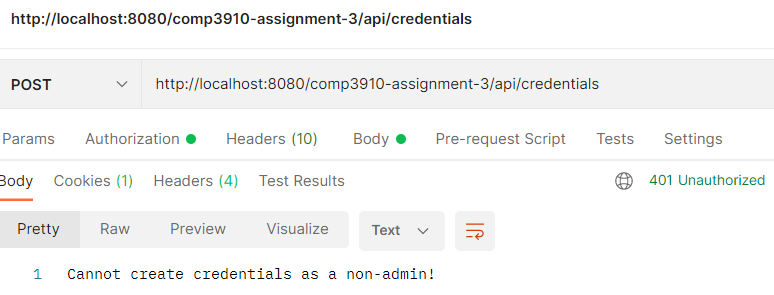 http://localhost:8080/comp3910-assignment-3/api/credentials
POST http://localhost:8080/comp3910-assignment-3/api/credentials
Params Authorization Headers (10) Body Pre-request Script Tests Settings
Body Cookies (1) Headers (4) Test Results 401 Unauthorized
Pretty Raw Preview Visualize Text
1 Cannot create credentials as a non-admin!